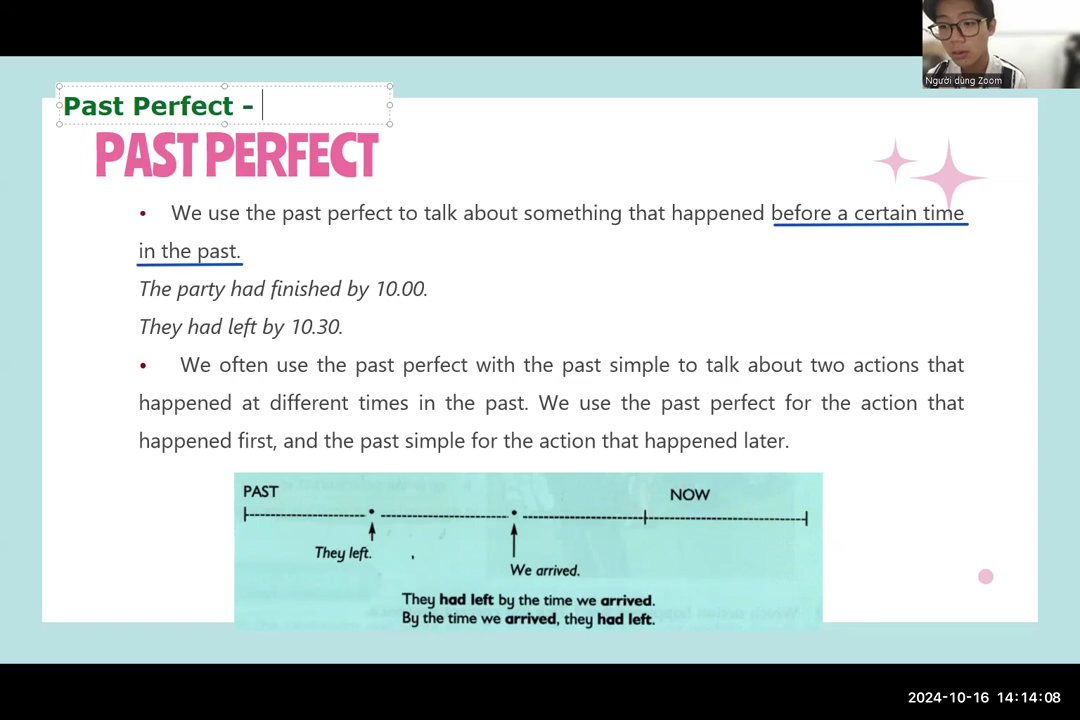 Người dùng Zoom
Past Perfect -
PAST PERFECT
• We use the past perfect to talk about something that happened before a certain time
in the past.
The party had finished by 10.00.
They had left by 10.30.
• We often use the past perfect with the past simple to talk about two actions that
happened at different times in the past. We use the past perfect for the action that
happened first, and the past simple for the action that happened later.
PAST
NOW
They left.
We arrived.
They had left by the time we arrived.
By the time we arrived, they had left.
2024-10-16 14:14:08